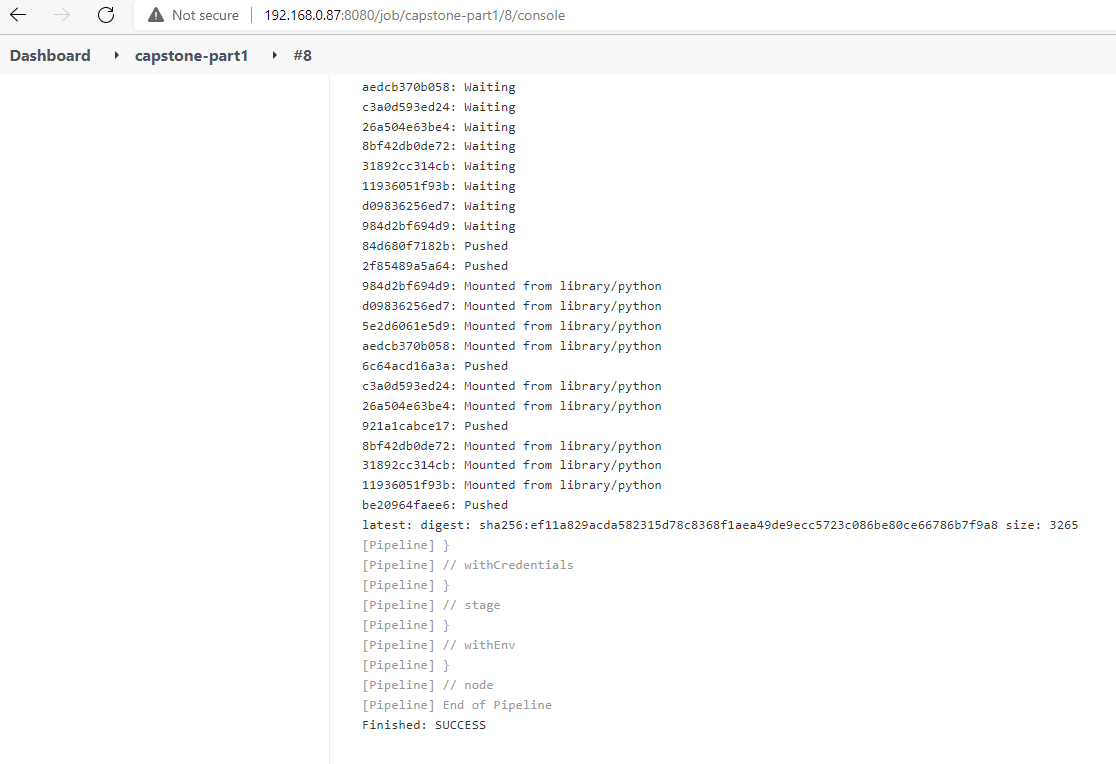 Not secure 192.168.0.87:8080/job/capstone-part1/8/console
Dashboard capstone-part1 #8
aedcb370b058: Waiting
c3a0d593ed24: Waiting
26a504e63be4: Waiting
8bf42db0de72: Waiting
31892cc314cb: Waiting
11936051f93b: Waiting
d09836256ed7: Waiting
984d2bf694d9: Waiting
84d680f7182b: Pushed
2f85489a5a64: Pushed
984d2bf694d9: Mounted from library/python
d09836256ed7: Mounted from library/python
5e2d6061e5d9: Mounted from library/python
aedcb370b058: Mounted from library/python
6c64acd16a3a: Pushed
c3a0d593ed24: Mounted from library/python
26a504e63be4: Mounted from library/python
921a1cabce17: Pushed
8bf42db0de72: Mounted from library/python
31892cc314cb: Mounted from library/python
11936051f93b: Mounted from library/python
be20964faee6: Pushed
latest: digest: sha256:ef11a829acda582315d78c8368f1aea49de9ecc5723c086be80ce66786b7f9a8 size: 3265
[Pipeline] }
[Pipeline] // withCredentials
[Pipeline] }
[Pipeline] // stage
[Pipeline] }
[Pipeline] // withEnv
[Pipeline] }
[Pipeline] // node
[Pipeline] End of Pipeline
Finished: SUCCESS